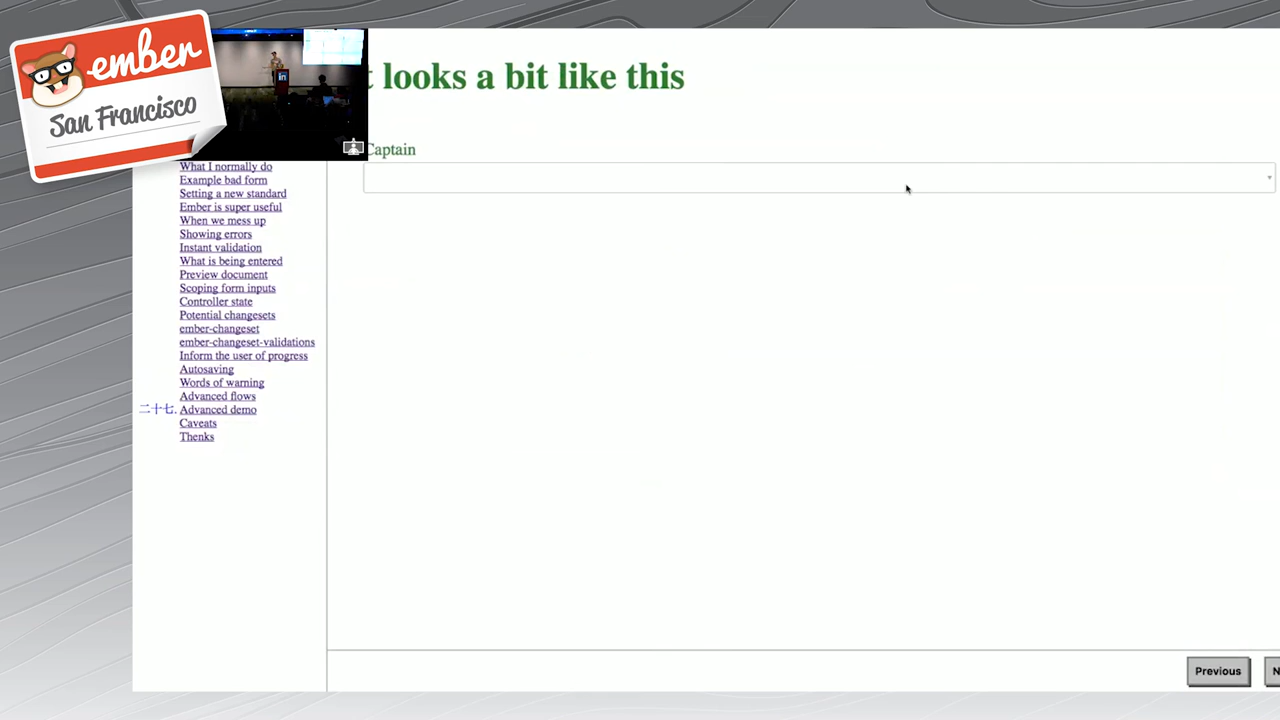 ember
San Francisco
in
t looks a bit like this
Captain
What I normally do
Example bad form
Setting a new standard
Ember is super useful
When we mess up
Showing errors
Instant validation
What is being entered
Preview document
Scoping form inputs
Controller state
Potential changesets
ember-changeset
ember-changeset-validations
Inform the user of progress
Autosaving
Words of warning
Advanced flows
二十七. Advanced demo
Caveats
Thenks
Previous
N